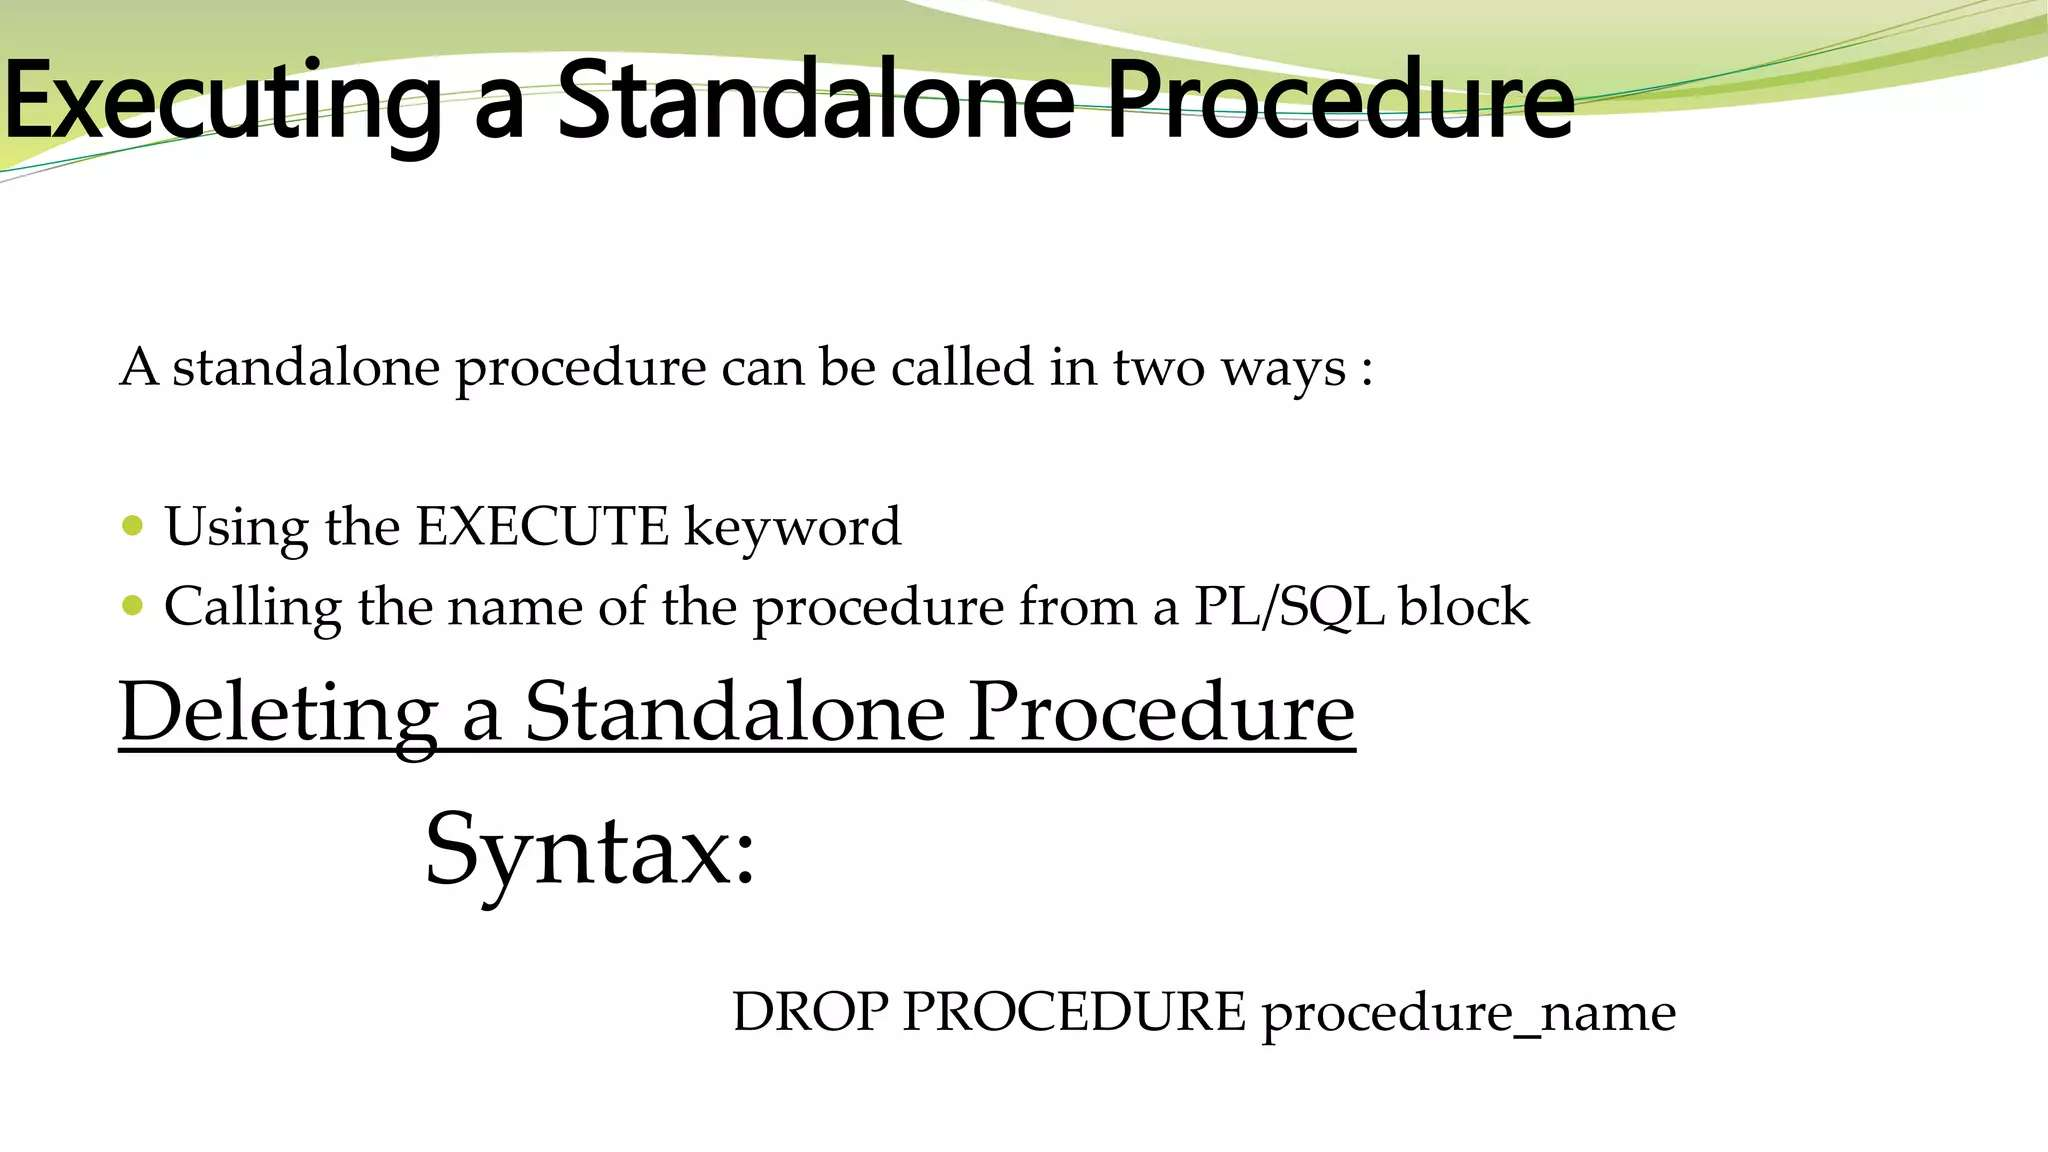 Executing a Standalone Procedure
A standalone procedure can be called in two ways :
• Using the EXECUTE keyword
• Calling the name of the procedure from a PL/SQL block
Deleting a Standalone Procedure
Syntax:
DROP PROCEDURE procedure_name